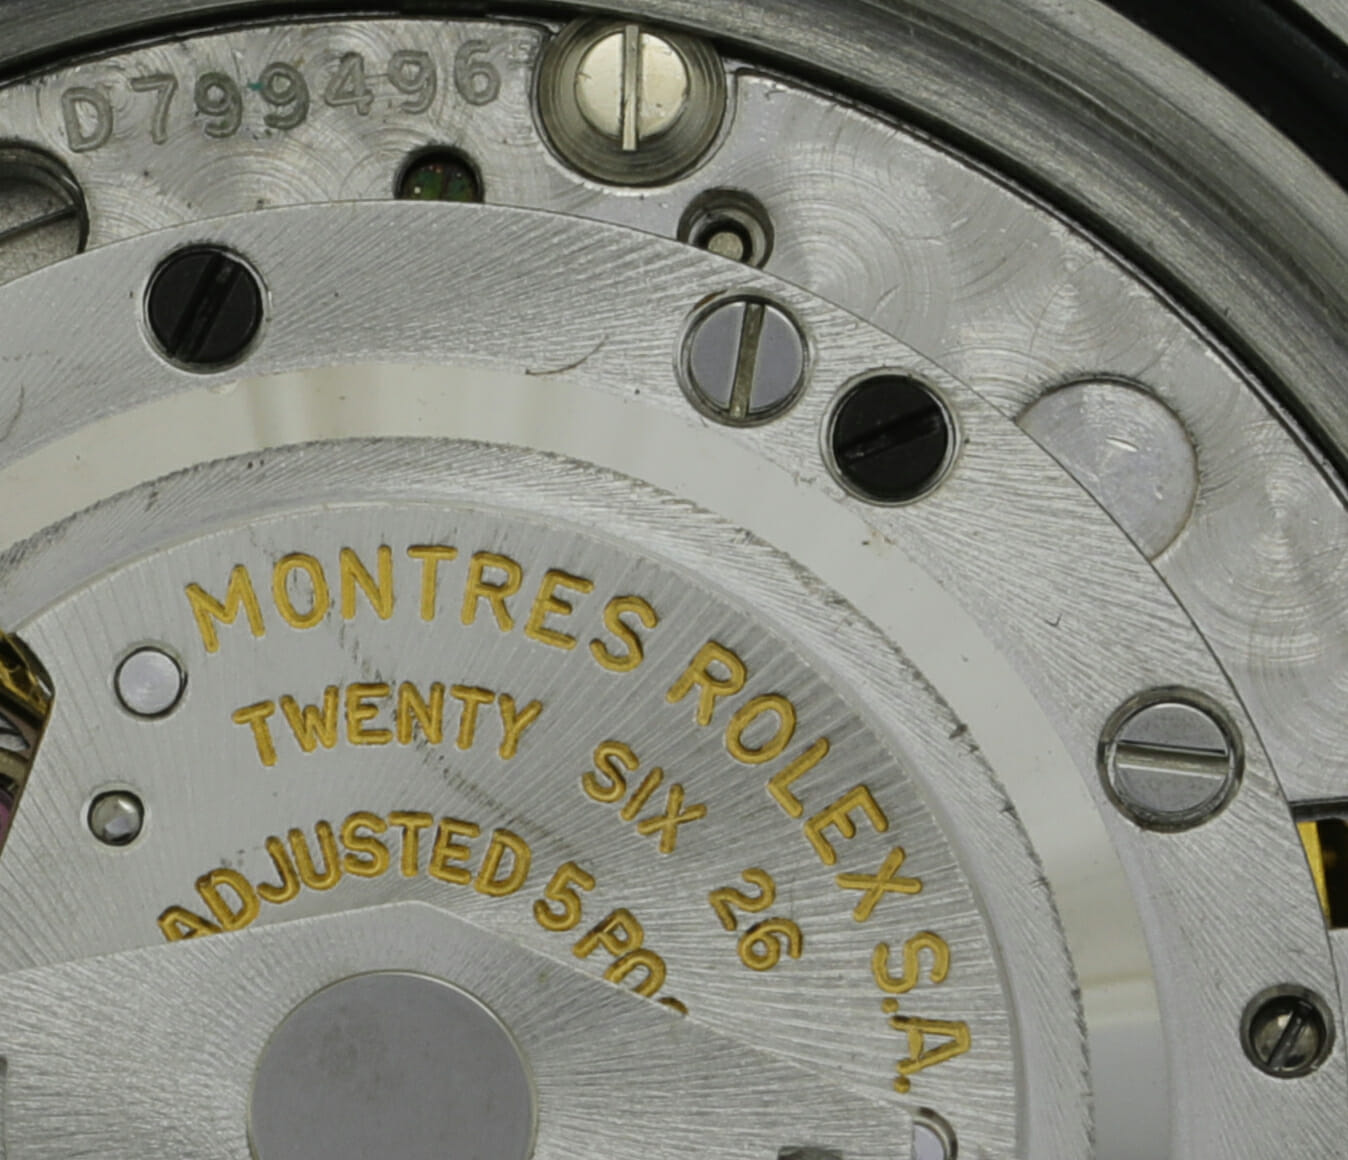 D799496
MONTRES ROLEX S.A.
TWENTY SIX 26
ADJUSTED 5